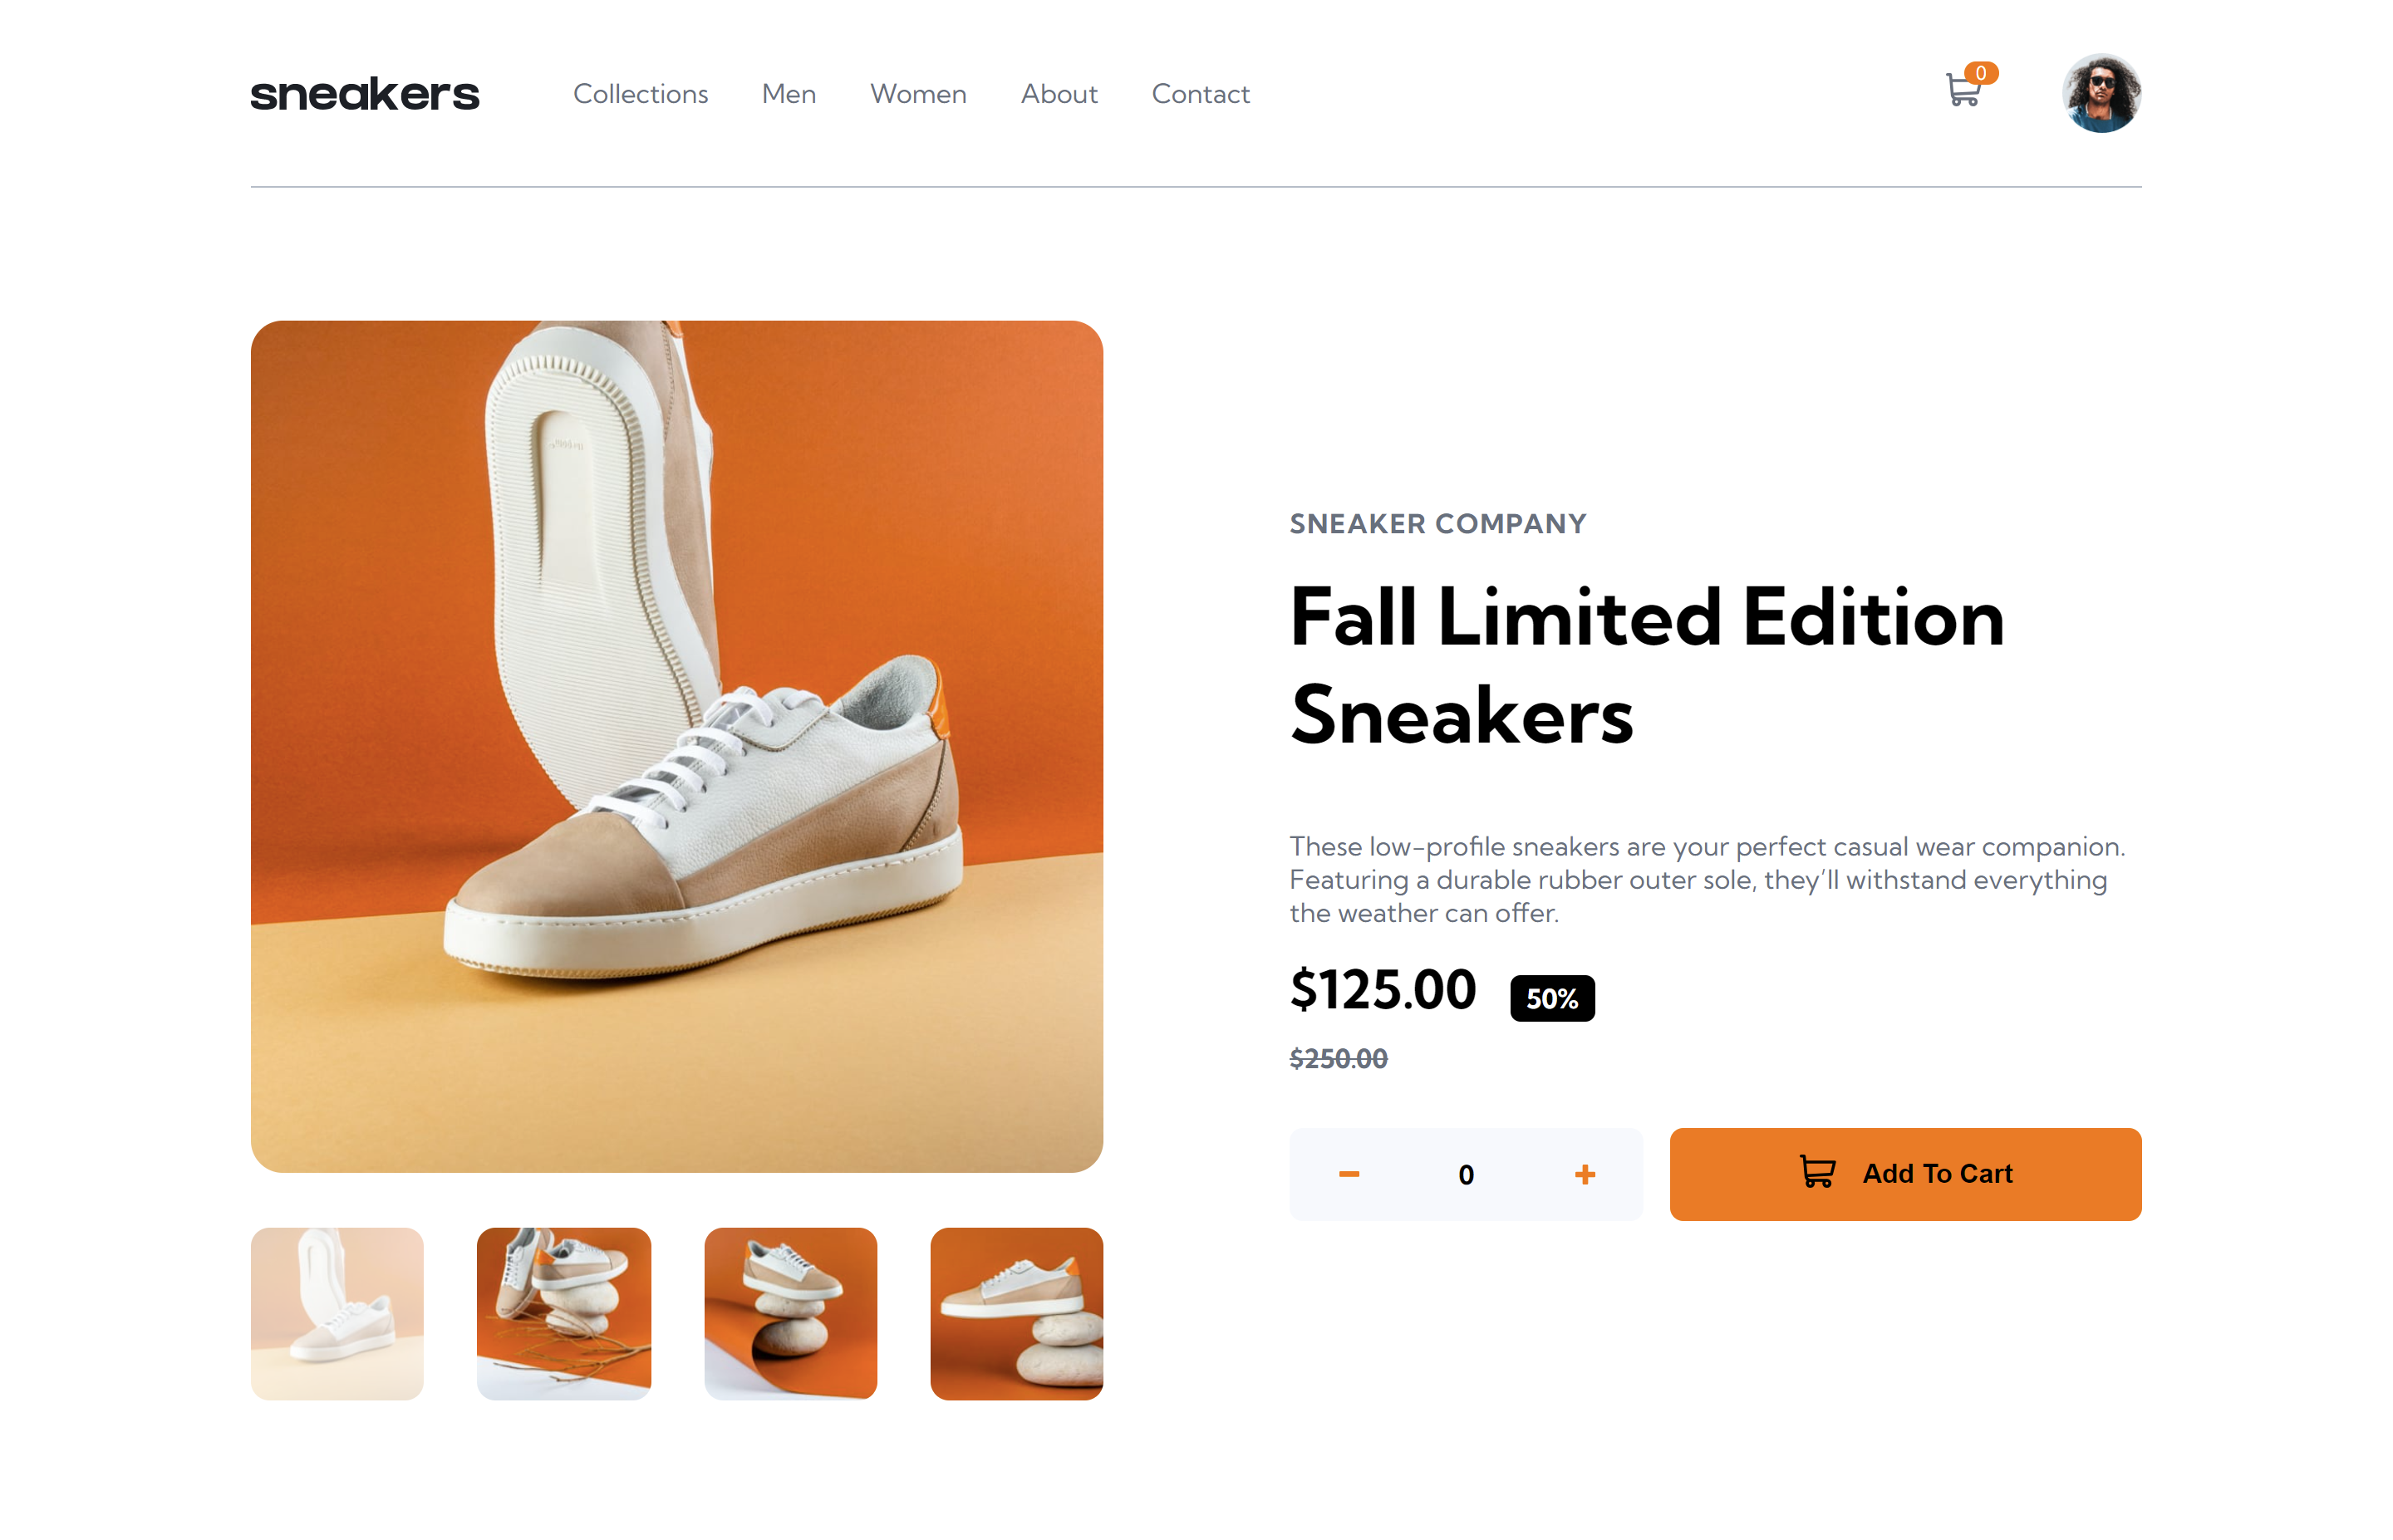 sneakers
Collections Men Women About Contact
0
SNEAKER COMPANY
Fall Limited Edition
Sneakers
These low-profile sneakers are your perfect casual wear companion.
Featuring a durable rubber outer sole, they’ll withstand everything
the weather can offer.
$125.00 50%
$250.00
− 0 +
Add To Cart